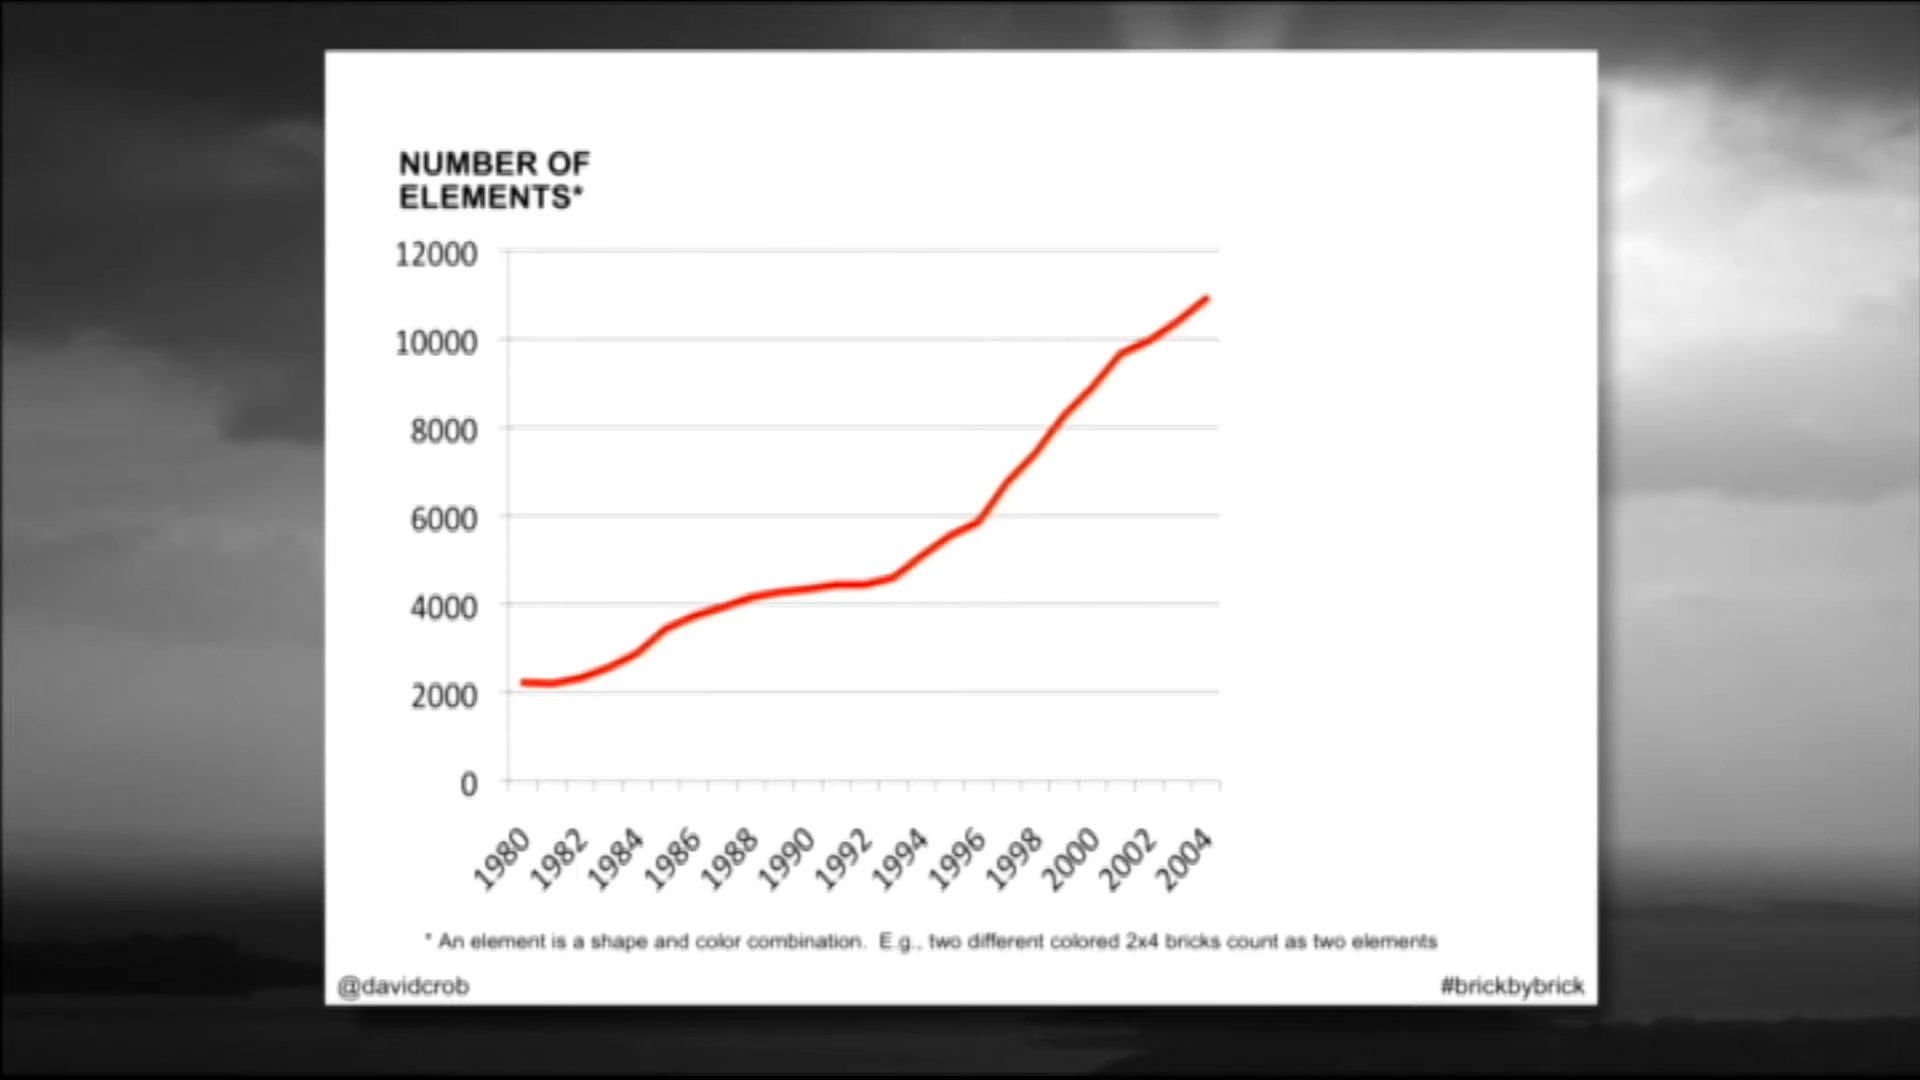 NUMBER OF
ELEMENTS*
12000
10000
8000
6000
4000
2000
0
1980 1982 1984 1986 1988 1990 1992 1994 1996 1998 2000 2002 2004
* An element is a shape and color combination. E.g., two different colored 2x4 bricks count as two elements
@davidcrob #brickbybrick